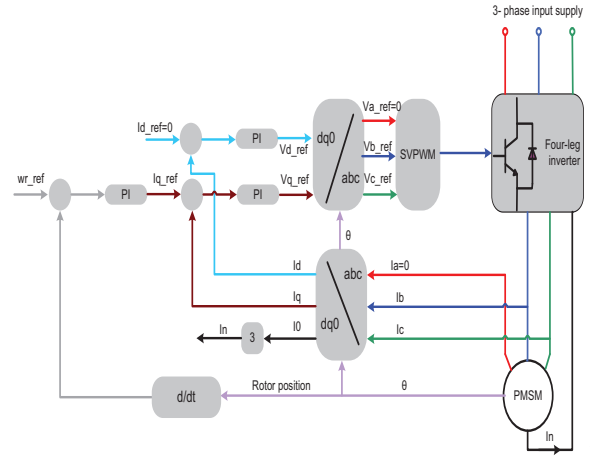 3- phase input supply
Id_ref=0
PI
Vd_ref
dq0
abc
Va_ref=0
Vb_ref
Vc_ref
SVPWM
Four-leg
inverter
wr_ref
PI
Iq_ref
PI
Vq_ref
θ
Id
Iq
I0
3
In
abc
dq0
Ia=0
Ib
Ic
d/dt
Rotor position
θ
PMSM
In